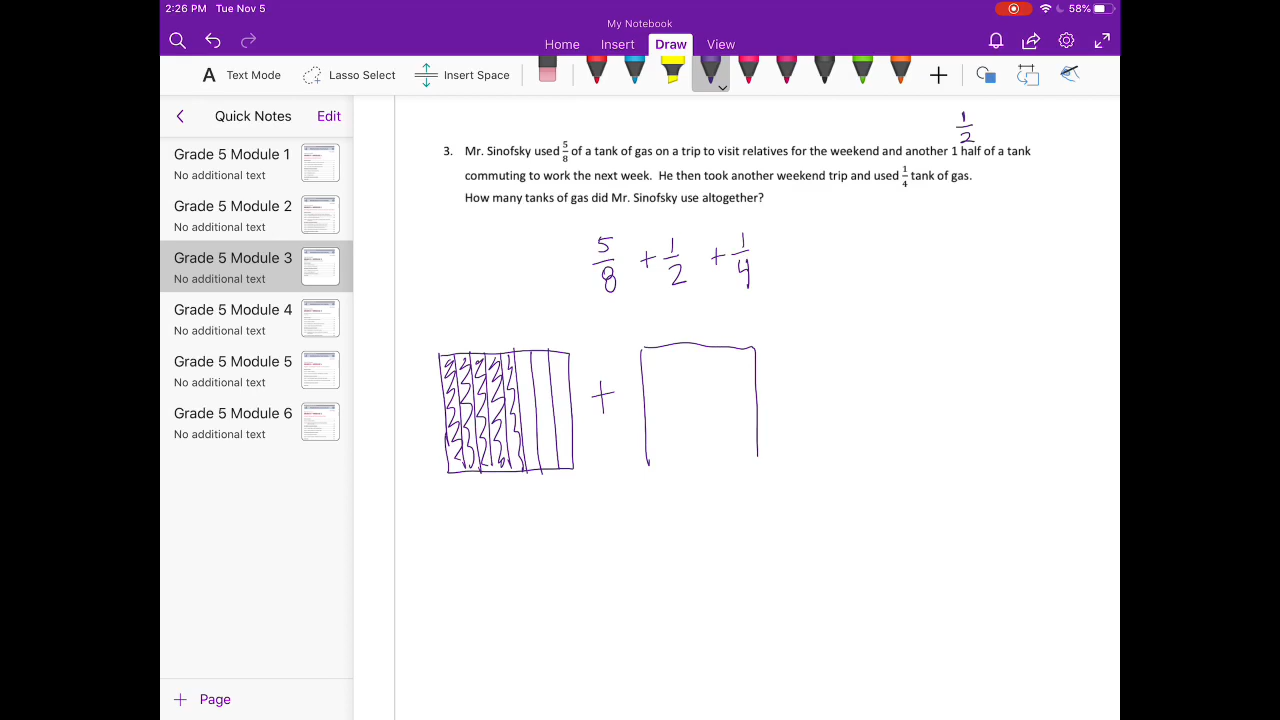 2:26 PM Tue Nov 5
58%
My Notebook
Home Insert Draw View
A Text Mode Lasso Select Insert Space
Quick Notes Edit
Grade 5 Module 1
No additional text
Grade 5 Module 2
No additional text
Grade 5 Module 3
No additional text
Grade 5 Module 4
No additional text
Grade 5 Module 5
No additional text
Grade 5 Module 6
No additional text
+ Page
1/2
3. Mr. Sinofsky used 5/8 of a tank of gas on a trip to visit relatives for the weekend and another 1 half of a tank
commuting to work the next week. He then took another weekend trip and used 1/4 tank of gas.
How many tanks of gas did Mr. Sinofsky use altogether?
5/8 + 1/2 + 1/4
+